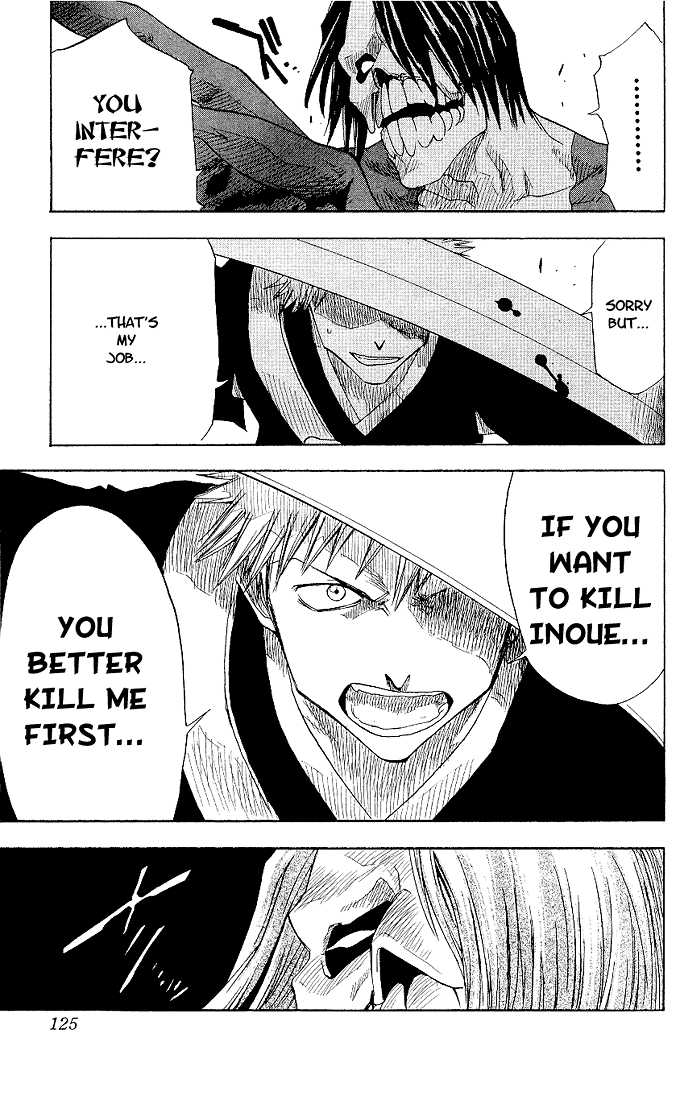 .........
YOU
INTER-
FERE?
SORRY
BUT...
...THAT'S
MY
JOB...
IF YOU
WANT
TO KILL
INOUE...
YOU
BETTER
KILL ME
FIRST...
125